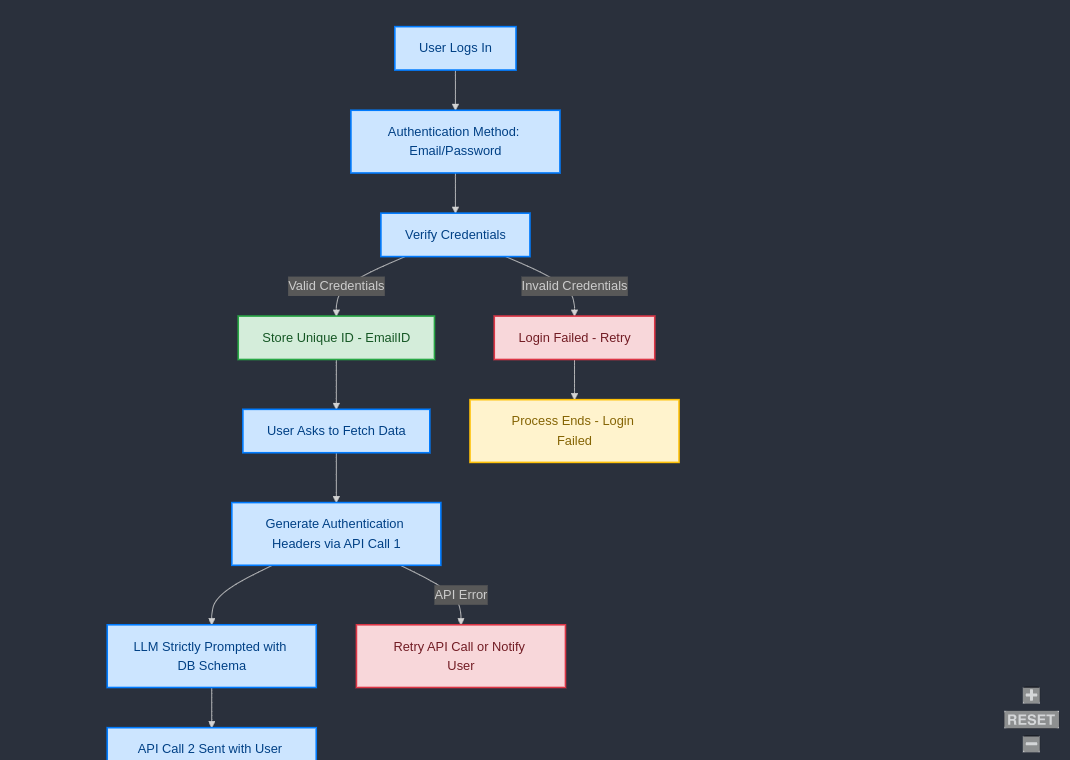 User Logs In
Authentication Method:
Email/Password
Verify Credentials
Valid Credentials
Invalid Credentials
Store Unique ID - EmailID
Login Failed - Retry
User Asks to Fetch Data
Process Ends - Login
Failed
Generate Authentication
Headers via API Call 1
API Error
LLM Strictly Prompted with
DB Schema
Retry API Call or Notify
User
API Call 2 Sent with User
RESET